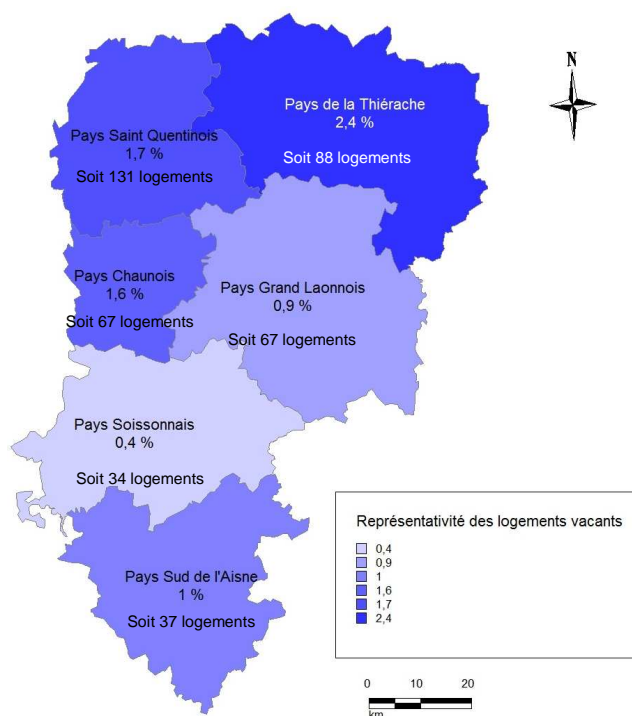 N
Pays de la Thiérache
2,4 %
Soit 88 logements
Pays Saint Quentinois
1,7 %
Soit 131 logements
Pays Chaunois
1,6 %
Soit 67 logements
Pays Grand Laonnois
0,9 %
Soit 67 logements
Pays Soissonnais
0,4 %
Soit 34 logements
Pays Sud de l'Aisne
1 %
Soit 37 logements
Représentativité des logements vacants
0,4
0,9
1
1,6
1,7
2,4
0 10 20
km